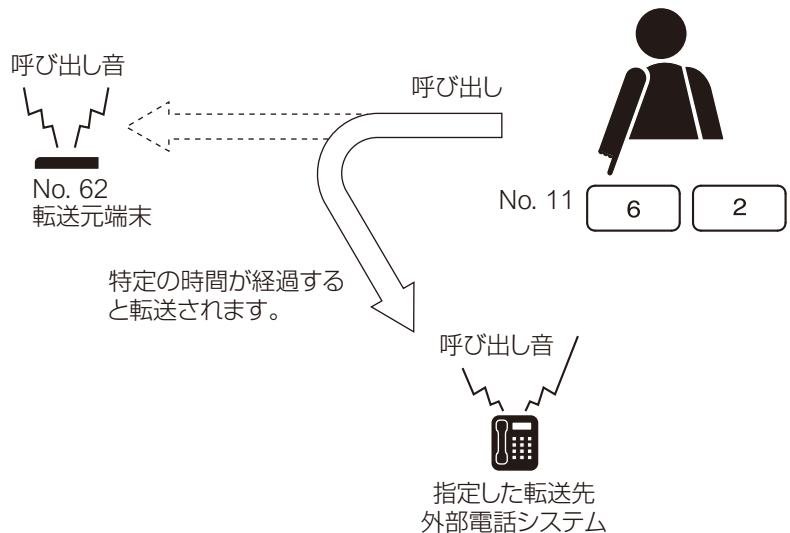 呼び出し音
呼び出し
No. 62
転送元端末
No. 11
6
2
特定の時間が経過する
と転送されます。
呼び出し音
指定した転送先
外部電話システム